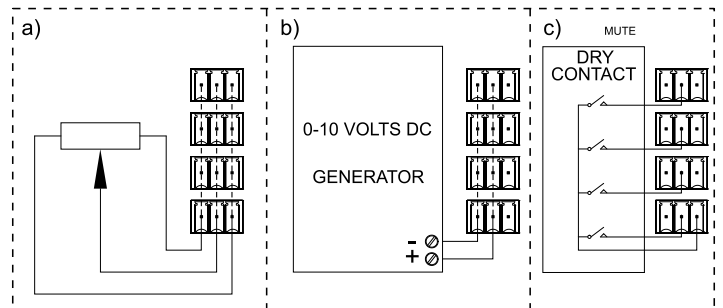 a)
b)
0-10 VOLTS DC
GENERATOR
-
+
c)
MUTE
DRY
CONTACT